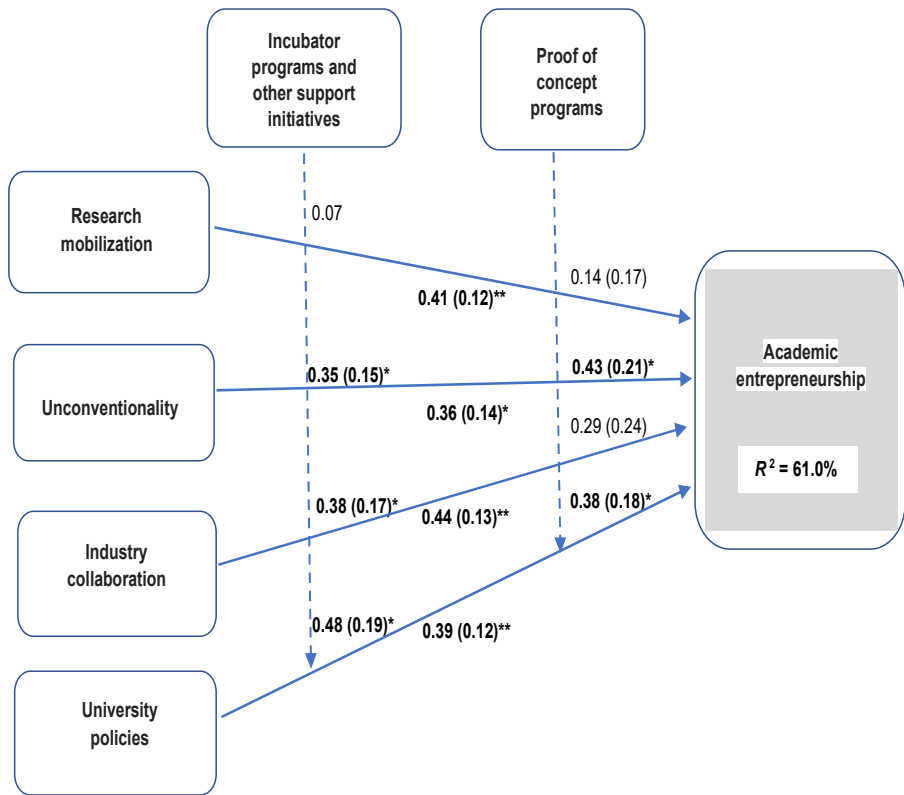 Incubator
programs and
other support
initiatives
Proof of
concept
programs
Research
mobilization
0.07
0.14 (0.17)
0.41 (0.12)**
Unconventionality
0.35 (0.15)*
0.43 (0.21)*
0.36 (0.14)*
Academic
entrepreneurship
R² = 61.0%
0.29 (0.24)
Industry
collaboration
0.38 (0.17)*
0.44 (0.13)**
0.38 (0.18)*
0.48 (0.19)*
0.39 (0.12)**
University
policies